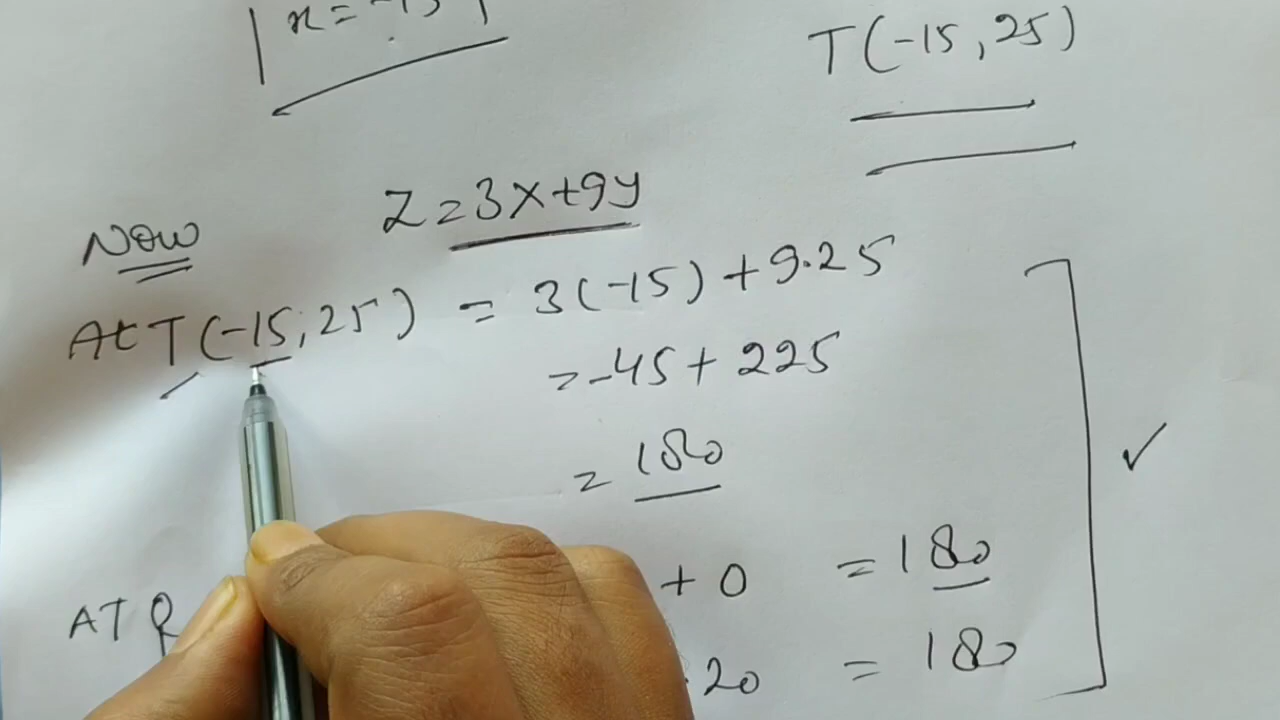 x = -15
T(-15, 25)
Z = 3x+9y
Now
At T(-15, 25) = 3(-15) + 9.25
= -45 + 225
= 180
AT Q + 0 = 180
.20 = 180